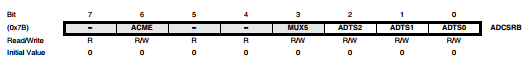 Bit 7 6 5 4 3 2 1 0
(0x7B) – ACME – – MUX5 ADTS2 ADTS1 ADTS0 ADCSRB
Read/Write R R/W R R R/W R/W R/W R/W
Initial Value 0 0 0 0 0 0 0 0